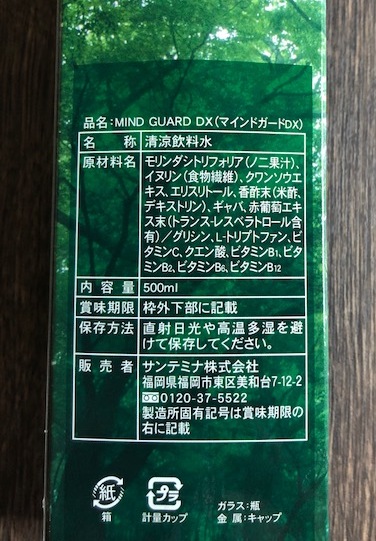 品名:MIND GUARD DX(マインドガードDX)
名称 清涼飲料水
原材料名 モリンダシトリフォリア(ノニ果汁)、
イヌリン(食物繊維)、クワンソウエ
キス、エリスリトール、香酢末(米酢、
デキストリン)、ギャバ、赤葡萄エキ
ス末(トランス-レスベラトロール含
有)/グリシン、L-トリプトファン、ビ
タミンC、クエン酸、ビタミンB1、ビ
タミンB2、ビタミンB6、ビタミンB12
内容量 500ml
賞味期限 枠外下部に記載
保存方法 直射日光や高温多湿を避
けて保存してください。
販売者 サンテミナ株式会社
福岡県福岡市東区美和台7-12-2
0120-37-5522
製造所固有記号は賞味期限の
右に記載
紙
箱
プラ
計量カップ
ガラス:瓶
金属:キャップ